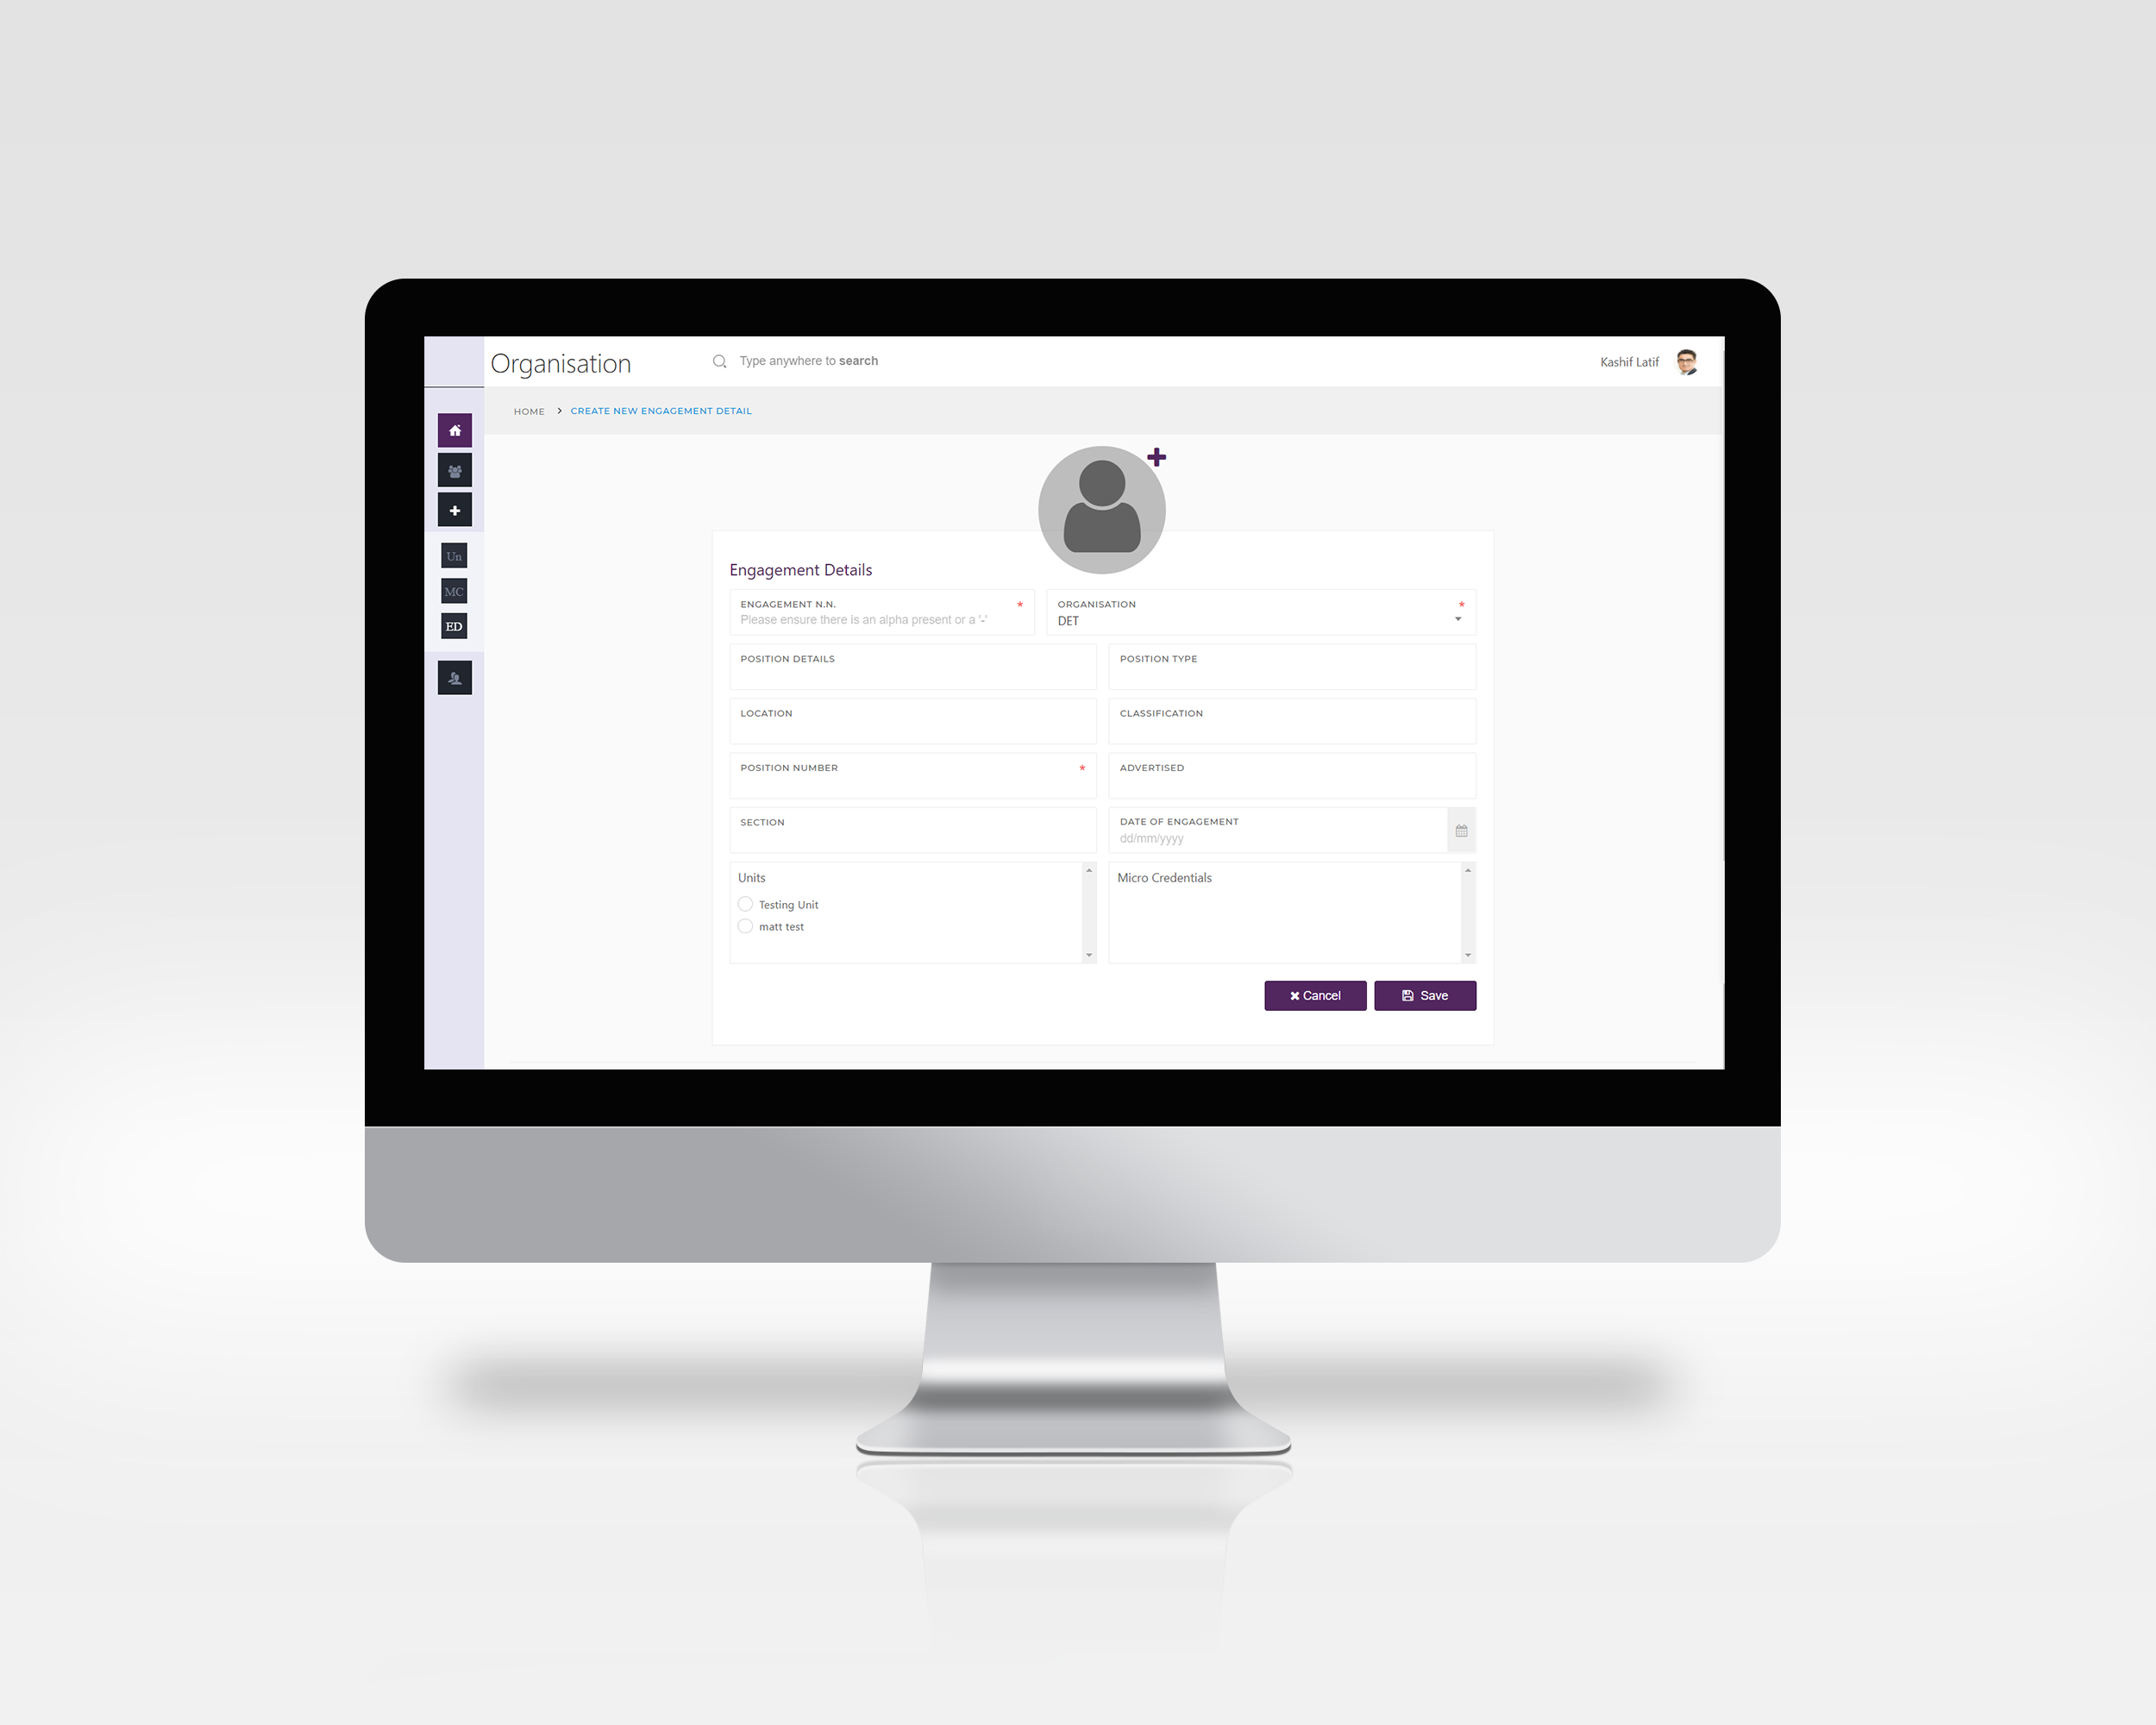 Organisation
Type anywhere to search
Kashif Latif
HOME > CREATE NEW ENGAGEMENT DETAIL
Un
MC
ED
Engagement Details
ENGAGEMENT N.N. *
Please ensure there is an alpha present or a '-'
ORGANISATION *
DET
POSITION DETAILS
POSITION TYPE
LOCATION
CLASSIFICATION
POSITION NUMBER *
ADVERTISED
SECTION
DATE OF ENGAGEMENT
dd/mm/yyyy
Units
Testing Unit
matt test
Micro Credentials
Cancel
Save